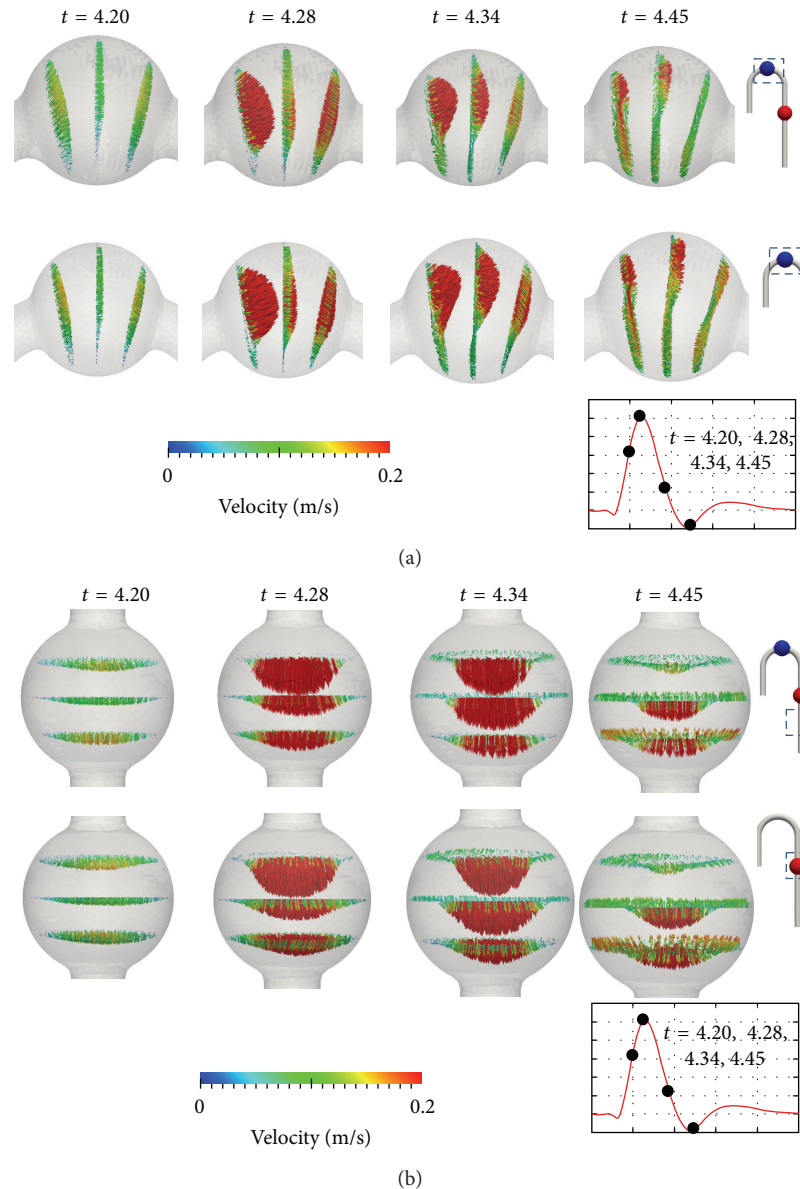 t = 4.20 t = 4.28 t = 4.34 t = 4.45
t = 4.20, 4.28,
4.34, 4.45
0 0.2
Velocity (m/s)
(a)
t = 4.20 t = 4.28 t = 4.34 t = 4.45
t = 4.20, 4.28,
4.34, 4.45
0 0.2
Velocity (m/s)
(b)